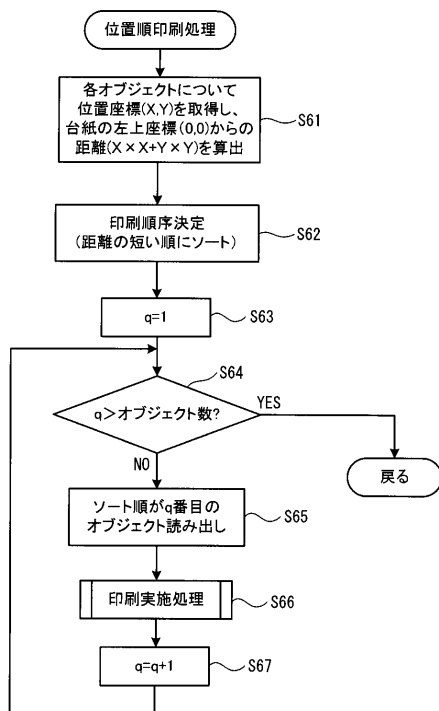 位置順印刷処理
各オブジェクトについて
位置座標(X,Y)を取得し、
台紙の左上座標(0,0)からの
距離(X×X+Y×Y)を算出
S61
印刷順序決定
(距離の短い順にソート)
S62
q=1
S63
S64
q>オブジェクト数?
YES
NO
戻る
ソート順がq番目の
オブジェクト読み出し
S65
印刷実施処理
S66
q=q+1
S67